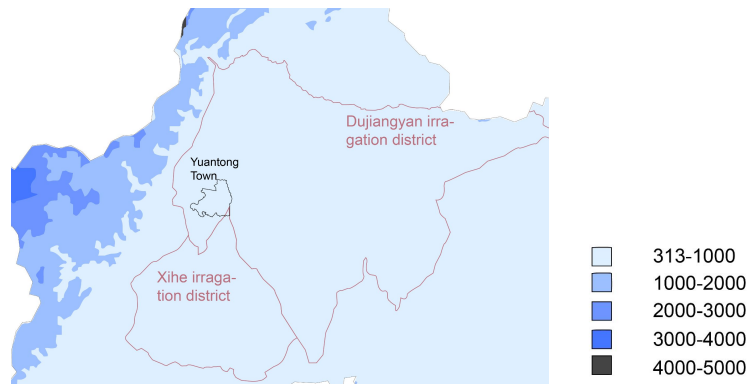 Dujiangyan irra-
gation district
Yuantong
Town
Xihe irraga-
tion district
313-1000
1000-2000
2000-3000
3000-4000
4000-5000